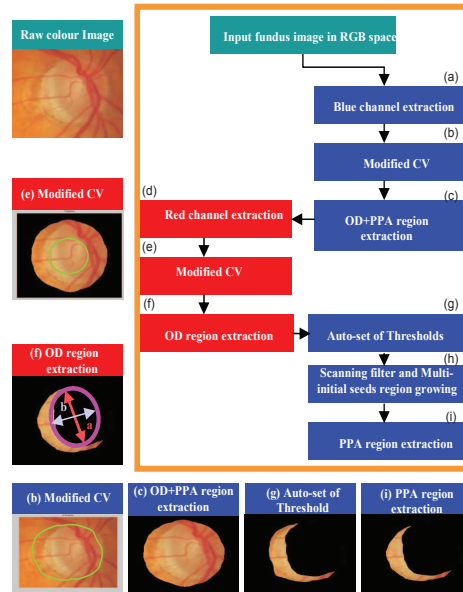 Raw colour Image
Input fundus image in RGB space
(a)
Blue channel extraction
(b)
Modified CV
(e) Modified CV
(d)
(c)
Red channel extraction
OD+PPA region
extraction
(e)
Modified CV
(f)
(g)
OD region extraction
Auto-set of Thresholds
(h)
(f) OD region
extraction
Scanning filter and Multi-
initial seeds region growing
b
a
(i)
PPA region extraction
(b) Modified CV
(c) OD+PPA region
extraction
(g) Auto-set of
Threshold
(i) PPA region
extraction